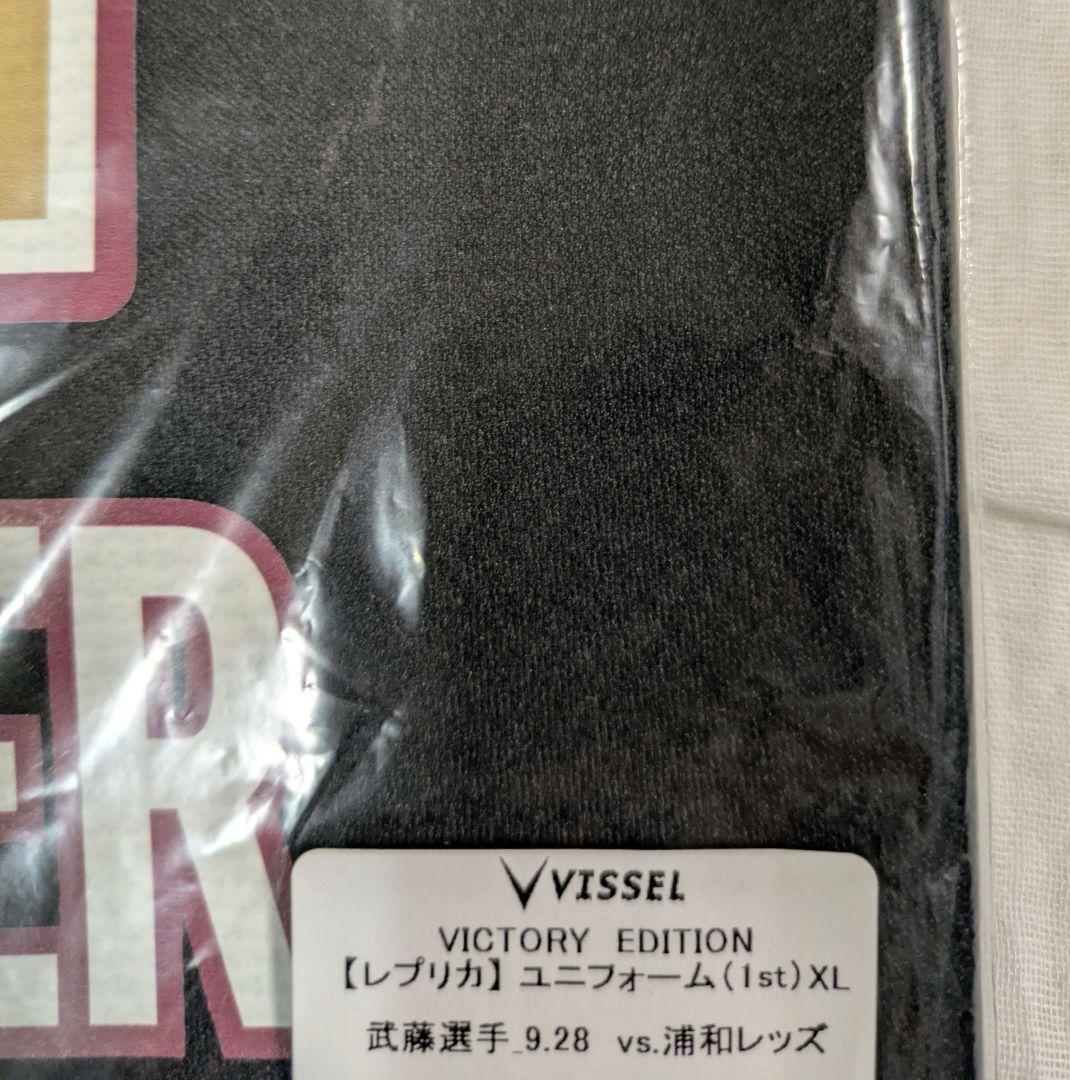 ER
VISSEL
VICTORY EDITION
【レプリカ】ユニフォーム(1st)XL
武藤選手_9.28 vs.浦和レッズ